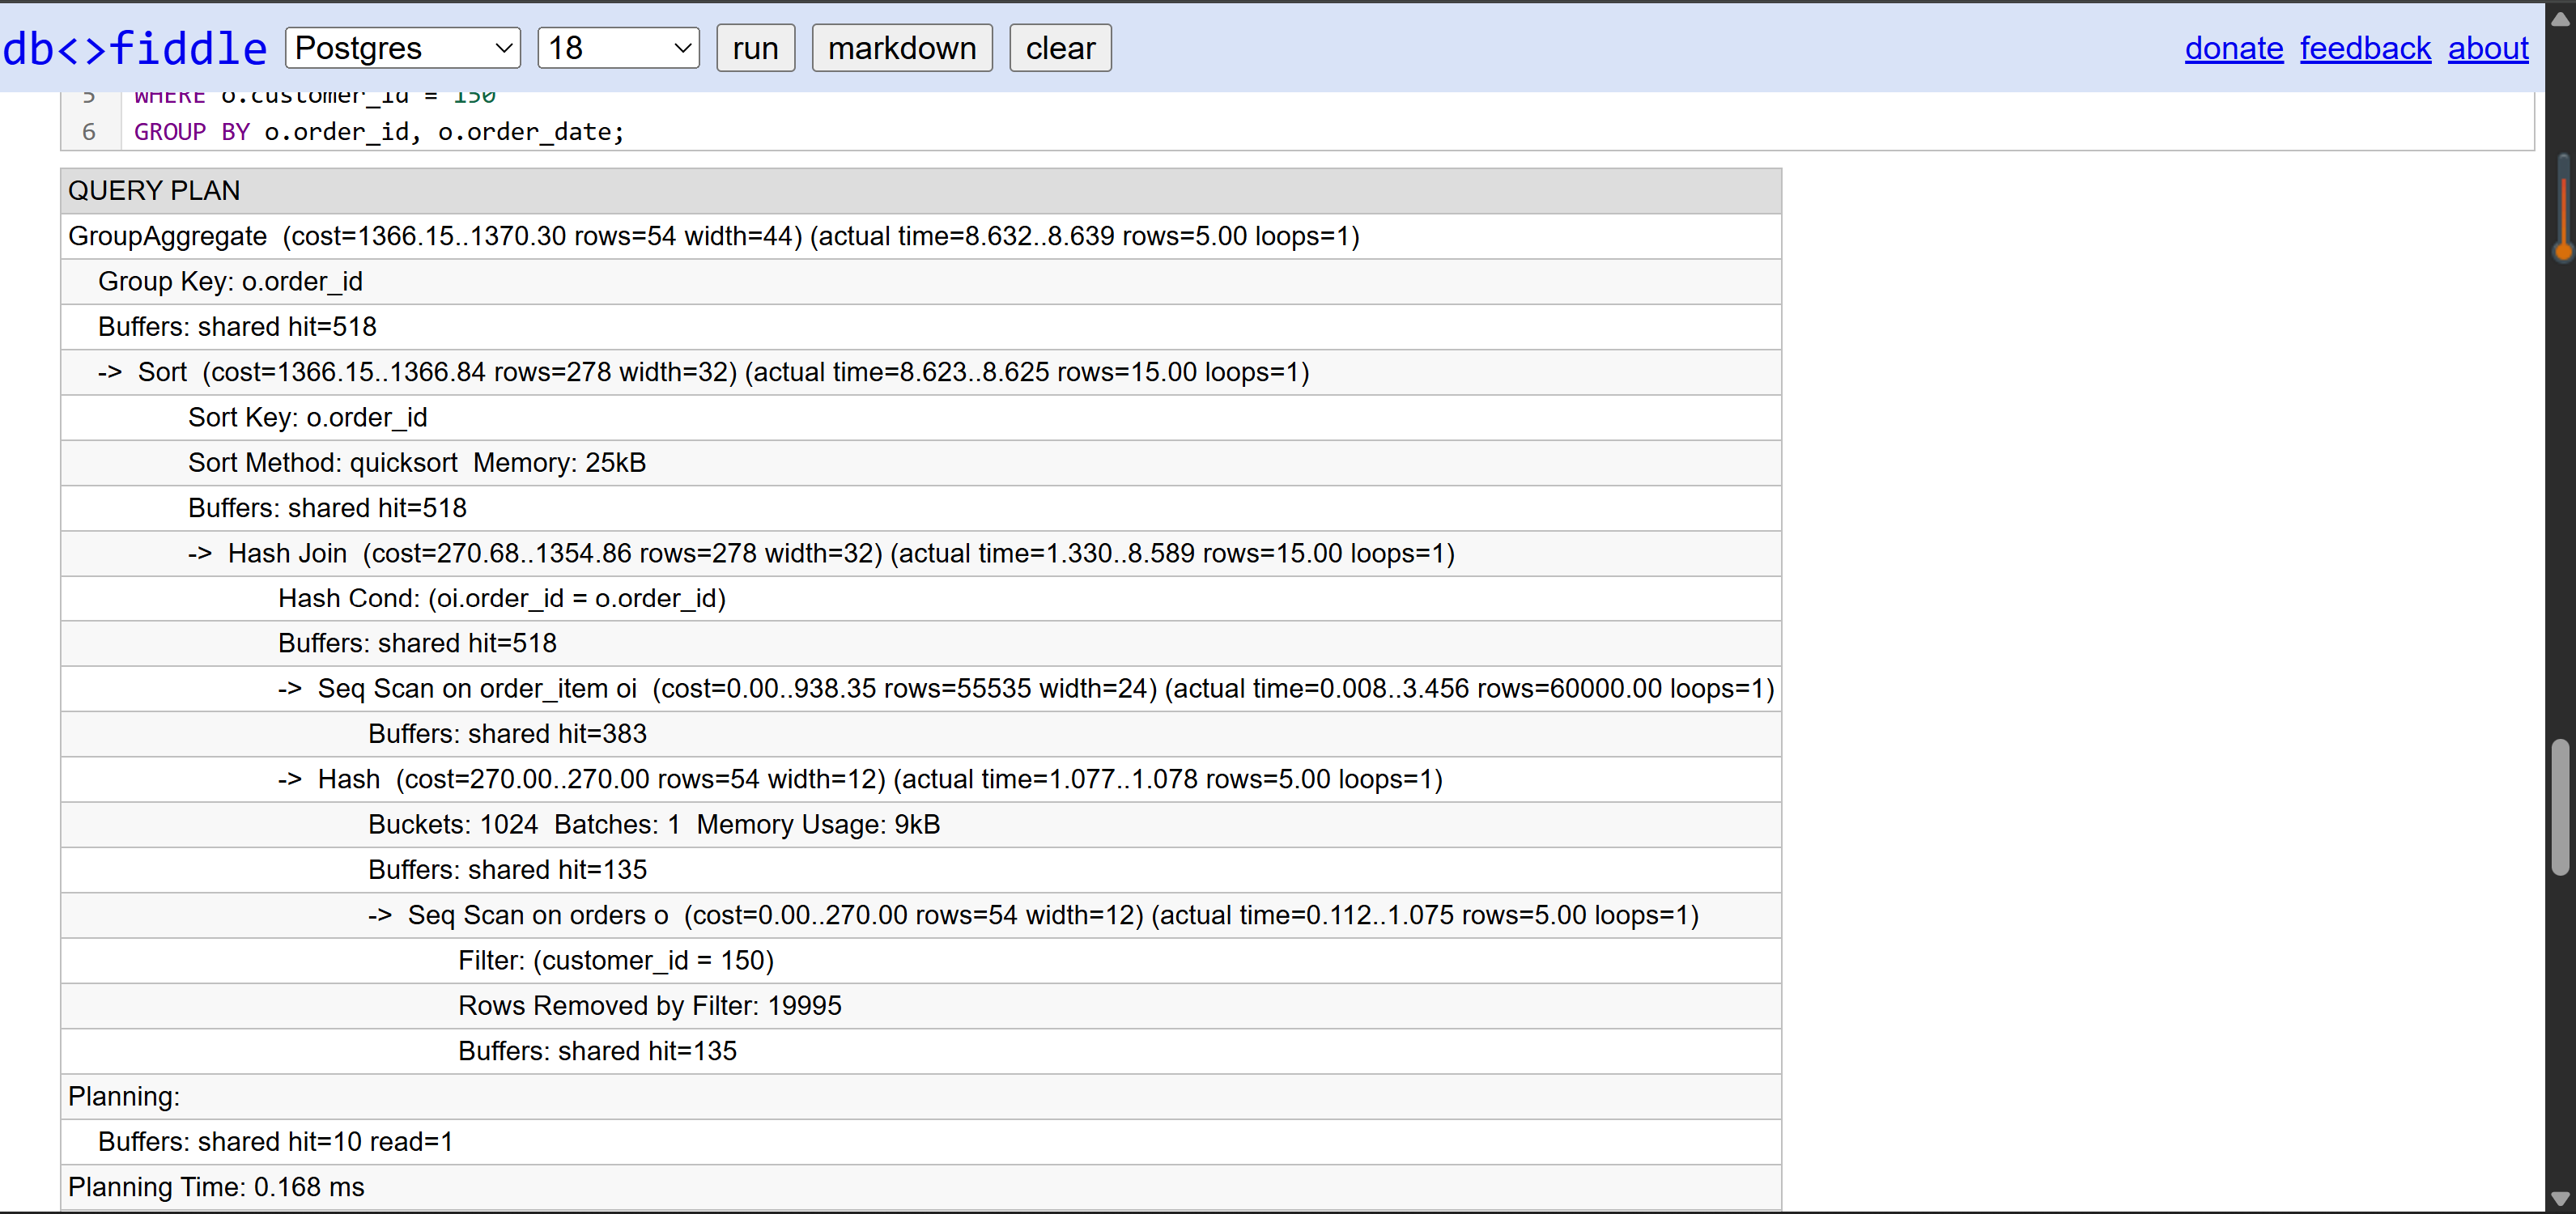 db<>fiddle Postgres 18 run markdown clear donate feedback about
5 WHERE o.customer_id = 150
6 GROUP BY o.order_id, o.order_date;
QUERY PLAN
GroupAggregate  (cost=1366.15..1370.30 rows=54 width=44) (actual time=8.632..8.639 rows=5.00 loops=1)
Group Key: o.order_id
Buffers: shared hit=518
->  Sort  (cost=1366.15..1366.84 rows=278 width=32) (actual time=8.623..8.625 rows=15.00 loops=1)
Sort Key: o.order_id
Sort Method: quicksort  Memory: 25kB
Buffers: shared hit=518
->  Hash Join  (cost=270.68..1354.86 rows=278 width=32) (actual time=1.330..8.589 rows=15.00 loops=1)
Hash Cond: (oi.order_id = o.order_id)
Buffers: shared hit=518
->  Seq Scan on order_item oi  (cost=0.00..938.35 rows=55535 width=24) (actual time=0.008..3.456 rows=60000.00 loops=1)
Buffers: shared hit=383
->  Hash  (cost=270.00..270.00 rows=54 width=12) (actual time=1.077..1.078 rows=5.00 loops=1)
Buckets: 1024  Batches: 1  Memory Usage: 9kB
Buffers: shared hit=135
->  Seq Scan on orders o  (cost=0.00..270.00 rows=54 width=12) (actual time=0.112..1.075 rows=5.00 loops=1)
Filter: (customer_id = 150)
Rows Removed by Filter: 19995
Buffers: shared hit=135
Planning:
Buffers: shared hit=10 read=1
Planning Time: 0.168 ms